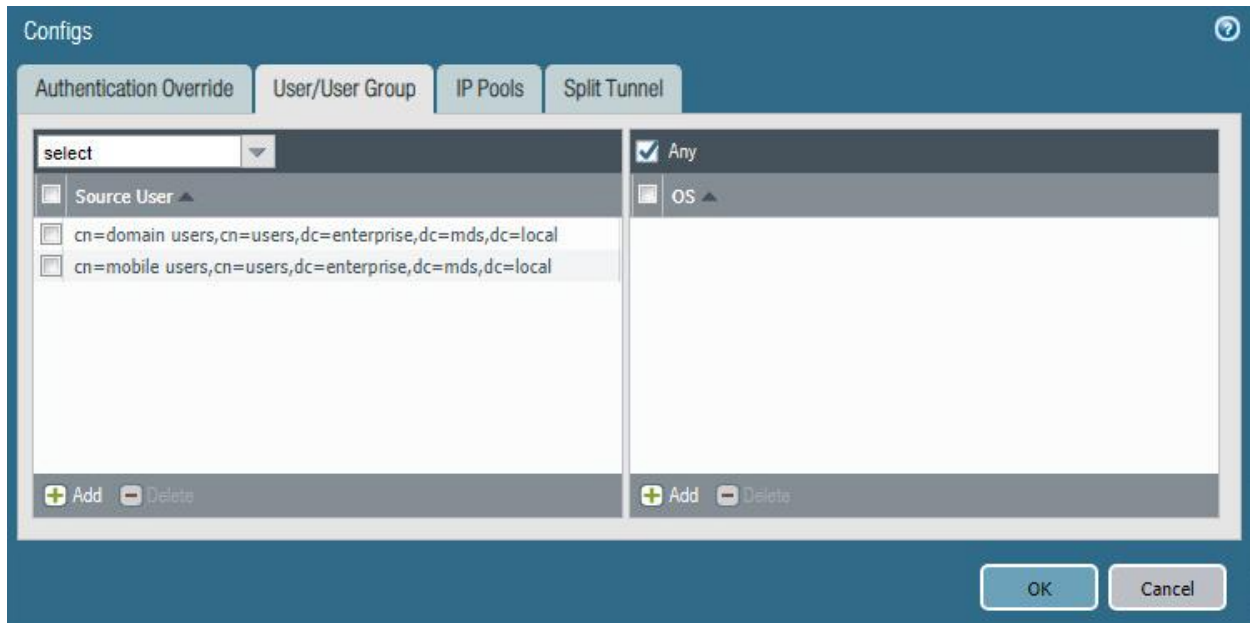 Configs
Authentication Override
User/User Group
IP Pools
Split Tunnel
select
Any
Source User
OS
cn=domain users,cn=users,dc=enterprise,dc=mds,dc=local
cn=mobile users,cn=users,dc=enterprise,dc=mds,dc=local
Add
Delete
Add
Delete
OK
Cancel